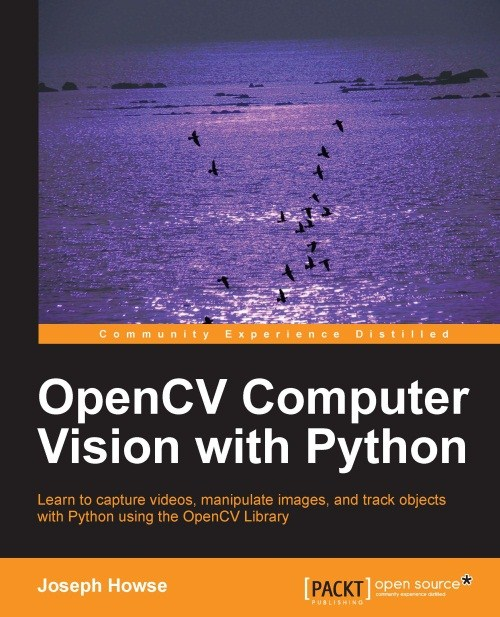 Community Experience Distilled
OpenCV Computer
Vision with Python
Learn to capture videos, manipulate images, and track objects
with Python using the OpenCV Library
Joseph Howse
[PACKT] open source*
PUBLISHING community experience distilled